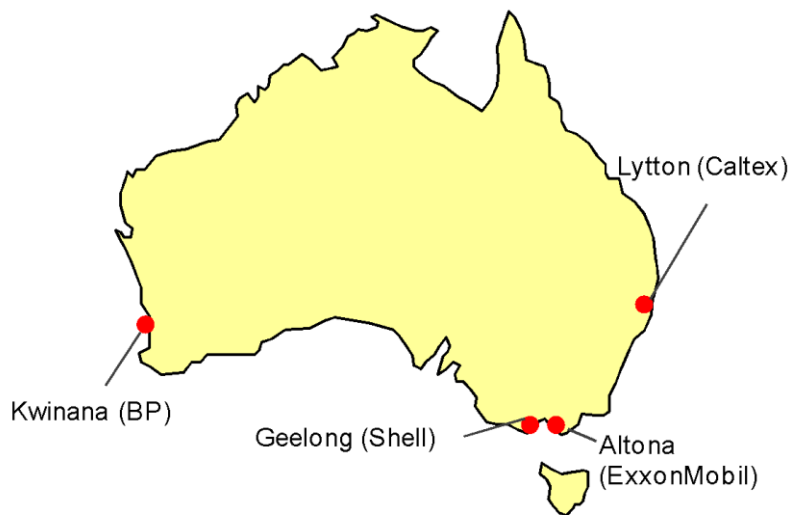 Lytton (Caltex)
Kwinana (BP)
Geelong (Shell)
Altona
(ExxonMobil)